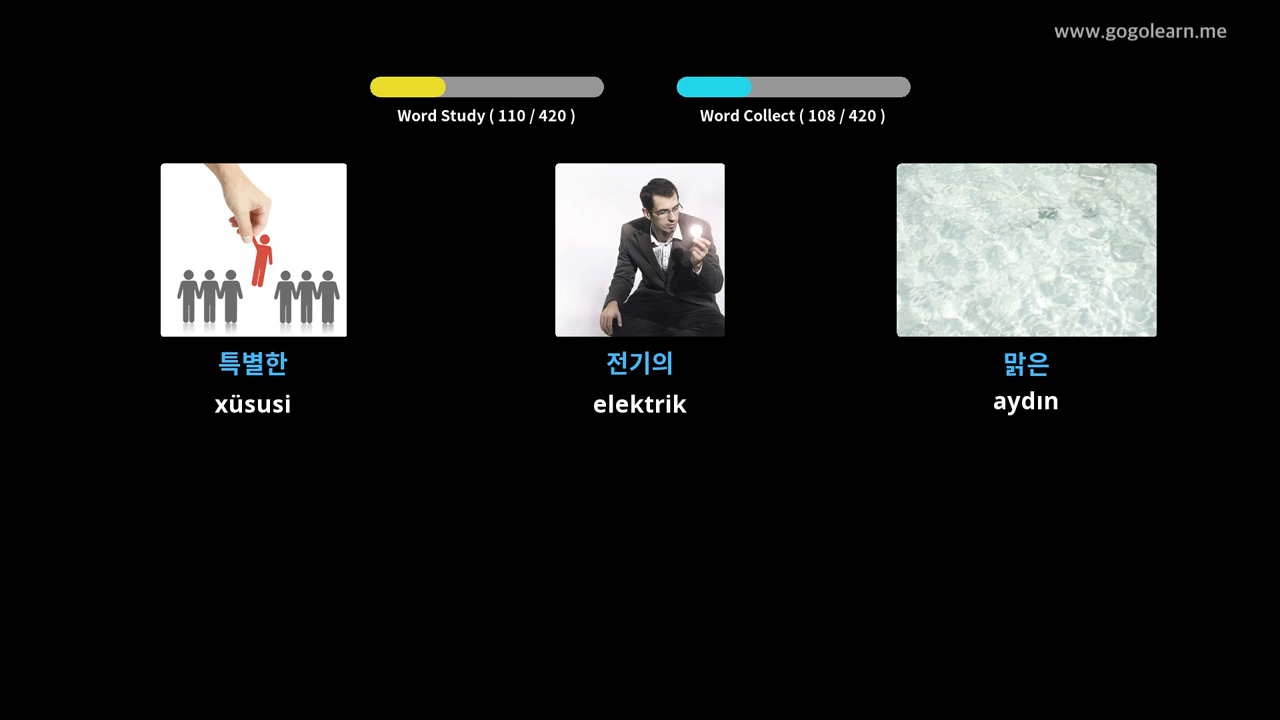 www.gogolearn.me
Word Study ( 110 / 420 )
Word Collect ( 108 / 420 )
특별한
전기의
맑은
xüsusi
elektrik
aydın